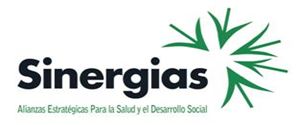 Sinergias
Alianzas Estratégicas Para la Salud y el Desarrollo Social